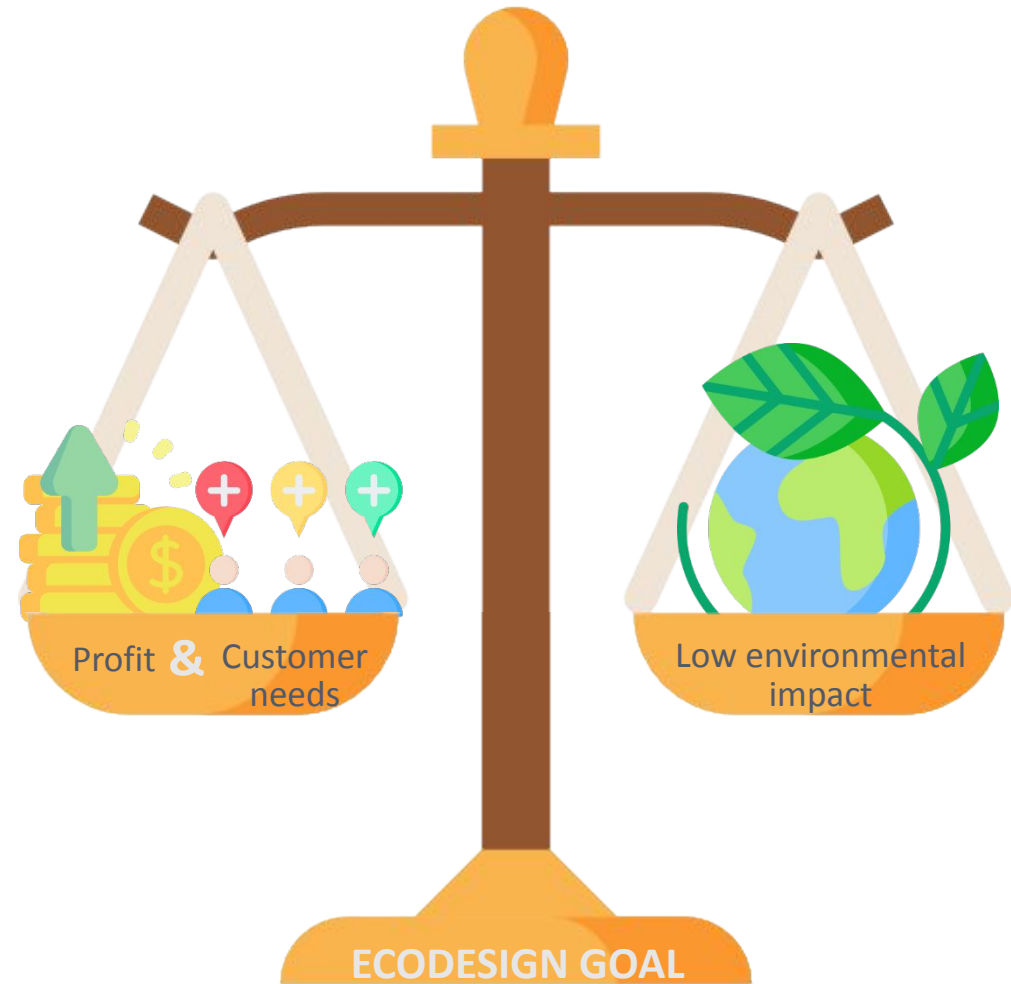 Profit & Customer
needs
Low environmental
impact
$
ECODESIGN GOAL